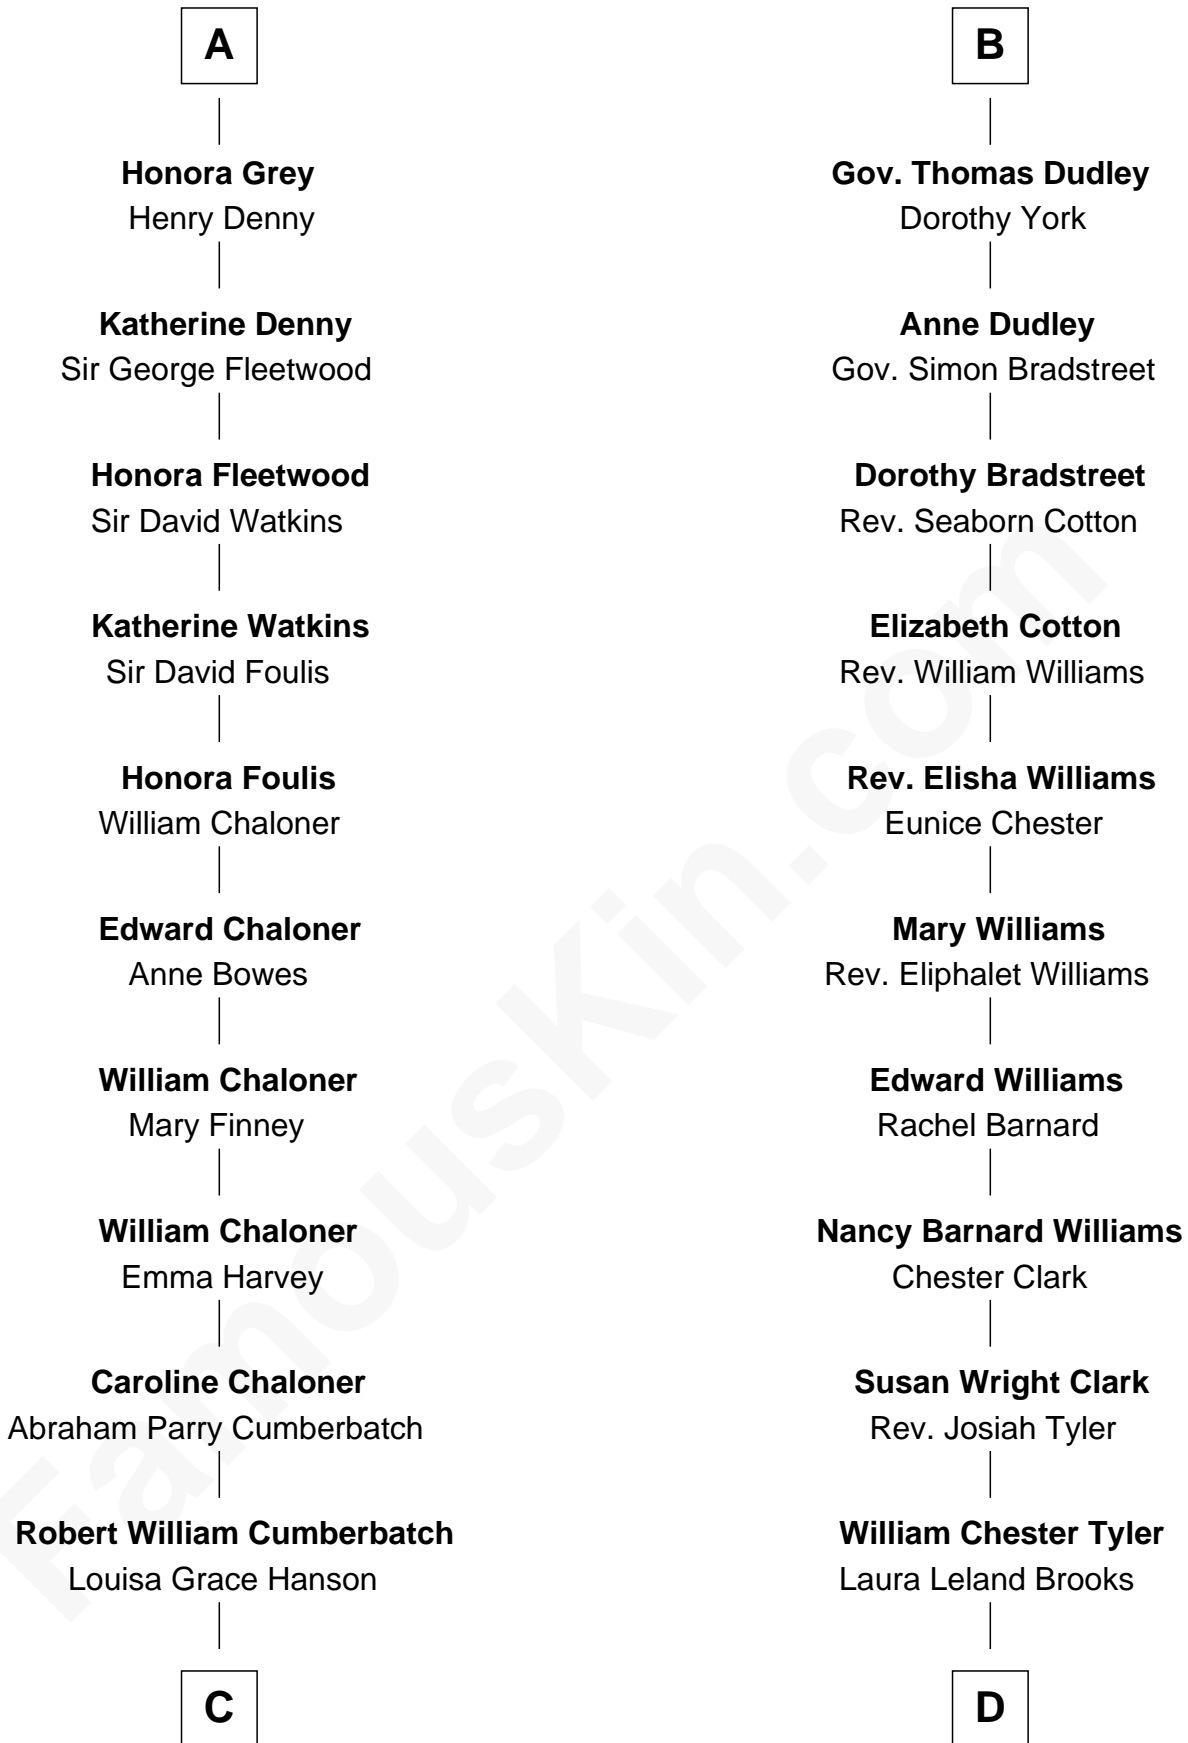 A
Honora Grey
Henry Denny
Katherine Denny
Sir George Fleetwood
Honora Fleetwood
Sir David Watkins
Katherine Watkins
Sir David Foulis
Honora Foulis
William Chaloner
Edward Chaloner
Anne Bowes
William Chaloner
Mary Finney
William Chaloner
Emma Harvey
Caroline Chaloner
Abraham Parry Cumberbatch
Robert William Cumberbatch
Louisa Grace Hanson
C
B
Gov. Thomas Dudley
Dorothy York
Anne Dudley
Gov. Simon Bradstreet
Dorothy Bradstreet
Rev. Seaborn Cotton
Elizabeth Cotton
Rev. William Williams
Rev. Elisha Williams
Eunice Chester
Mary Williams
Rev. Eliphalet Williams
Edward Williams
Rachel Barnard
Nancy Barnard Williams
Chester Clark
Susan Wright Clark
Rev. Josiah Tyler
William Chester Tyler
Laura Leland Brooks
D
FamousKin.com